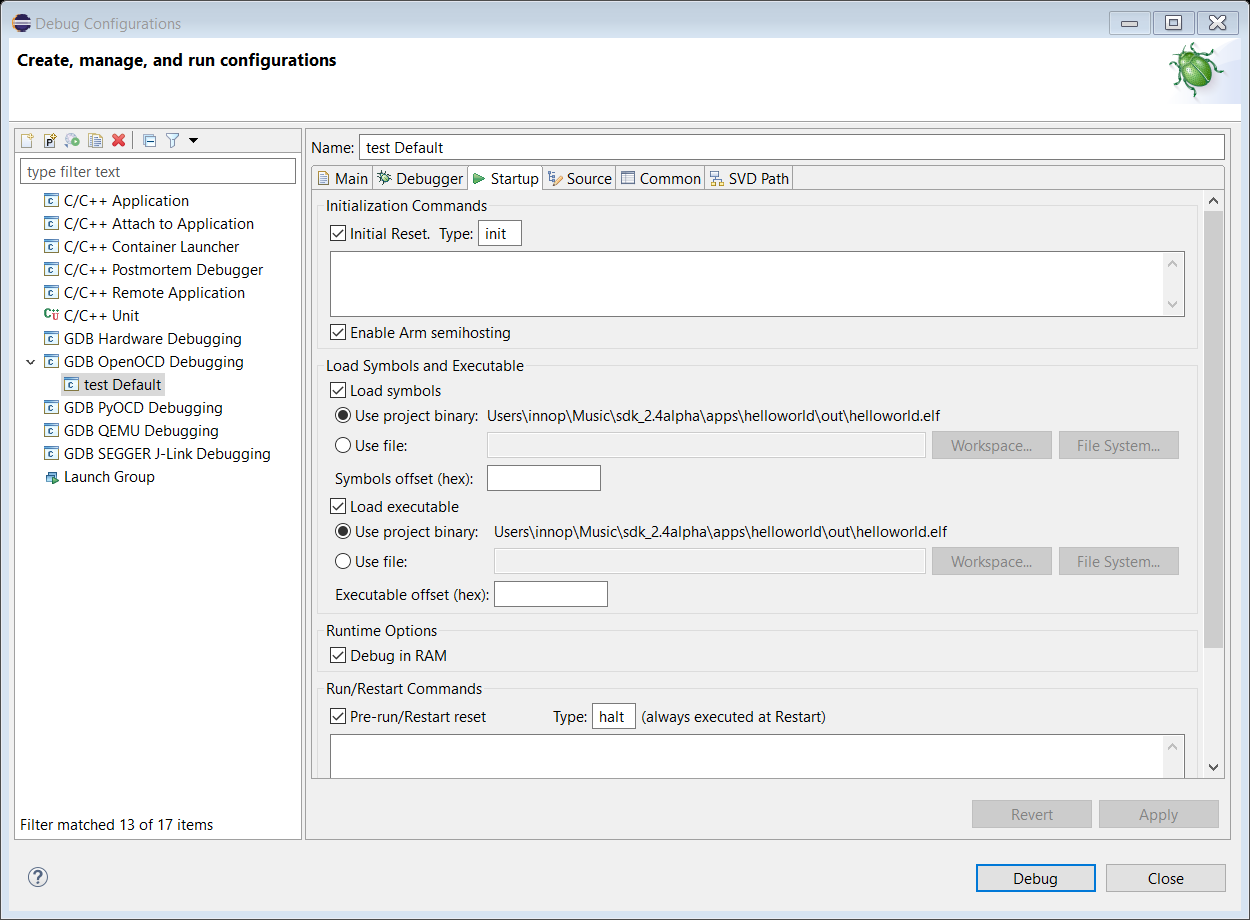 Debug Configurations
Create, manage, and run configurations
type filter text
C/C++ Application
C/C++ Attach to Application
C/C++ Container Launcher
C/C++ Postmortem Debugger
C/C++ Remote Application
C/C++ Unit
GDB Hardware Debugging
GDB OpenOCD Debugging
test Default
GDB PyOCD Debugging
GDB QEMU Debugging
GDB SEGGER J-Link Debugging
Launch Group
Filter matched 13 of 17 items
Name: test Default
Main Debugger Startup Source Common SVD Path
Initialization Commands
Initial Reset. Type: init
Enable Arm semihosting
Load Symbols and Executable
Load symbols
Use project binary: Users\innop\Music\sdk_2.4alpha\apps\helloworld\out\helloworld.elf
Use file: Workspace... File System...
Symbols offset (hex):
Load executable
Use project binary: Users\innop\Music\sdk_2.4alpha\apps\helloworld\out\helloworld.elf
Use file: Workspace... File System...
Executable offset (hex):
Runtime Options
Debug in RAM
Run/Restart Commands
Pre-run/Restart reset Type: halt (always executed at Restart)
Revert Apply
Debug Close